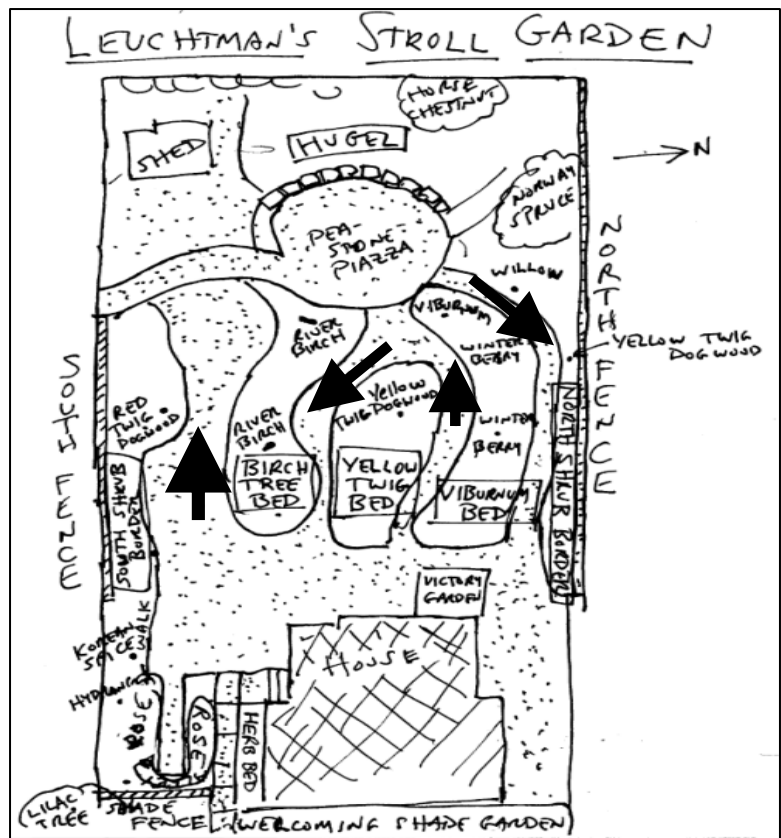 LEUCHTMAN'S STROLL GARDEN
HORSE
CHESTNUT
SHED
HUGEL
N
NORWAY
SPRUCE
PEA-
STONE
PIAZZA
WILLOW
VIBURNUM
RIVER
BIRCH
WINTER
BERRY
YELLOW TWIG
DOGWOOD
NORTH FENCE
SOUTH FENCE
RED
TWIG
DOGWOOD
RIVER
BIRCH
Yellow
TWIG DOGWOOD
WINTER
BERRY
BIRCH
TREE
BED
YELLOW
TWIG
BED
VIBURNUM
BED
NORTH SHRUB BORDER
SOUTH SHRUB
BORDER
VICTORY
GARDEN
KOREAN
SPICE
WALK
HOUSE
ROSE
ROSE
HERB BED
LILAC
TREE
SHADE
FENCE
WELCOMING SHADE GARDEN